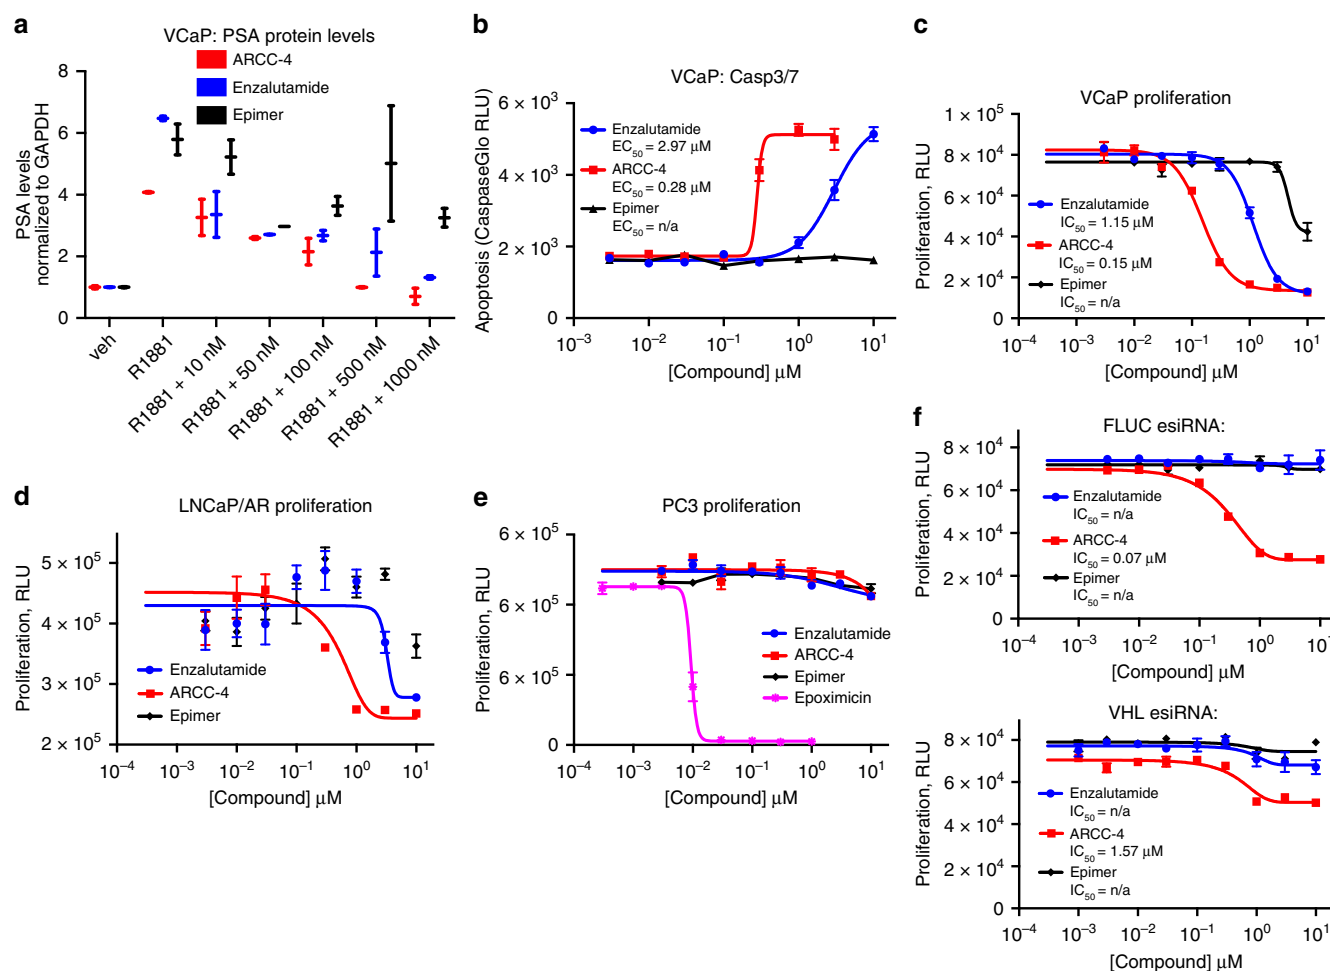 a
VCaP: PSA protein levels
ARCC-4
Enzalutamide
Epimer
PSA levels
normalized to GAPDH
8
6
4
2
0
veh
R1881
R1881 + 10 nM
R1881 + 50 nM
R1881 + 100 nM
R1881 + 500 nM
R1881 + 1000 nM
b
VCaP: Casp3/7
Apoptosis (CaspaseGlo RLU)
6 × 10³
4 × 10³
2 × 10³
0
Enzalutamide
EC₅₀ = 2.97 μM
ARCC-4
EC₅₀ = 0.28 μM
Epimer
EC₅₀ = n/a
10⁻³ 10⁻² 10⁻¹ 10⁰ 10¹
[Compound] μM
c
VCaP proliferation
Proliferation, RLU
1 × 10⁵
8 × 10⁴
6 × 10⁴
4 × 10⁴
2 × 10⁴
0
Enzalutamide
IC₅₀ = 1.15 μM
ARCC-4
IC₅₀ = 0.15 μM
Epimer
IC₅₀ = n/a
10⁻⁴ 10⁻³ 10⁻² 10⁻¹ 10⁰ 10¹
[Compound] μM
d
LNCaP/AR proliferation
Proliferation, RLU
5 × 10⁵
4 × 10⁵
3 × 10⁵
2 × 10⁵
Enzalutamide
ARCC-4
Epimer
10⁻⁴ 10⁻³ 10⁻² 10⁻¹ 10⁰ 10¹
[Compound] μM
e
PC3 proliferation
Proliferation, RLU
6 × 10⁵
6 × 10⁵
6 × 10⁵
0
Enzalutamide
ARCC-4
Epimer
Epoximicin
10⁻⁴ 10⁻³ 10⁻² 10⁻¹ 10⁰ 10¹
[Compound] μM
f
FLUC esiRNA:
Proliferation, RLU
8 × 10⁴
6 × 10⁴
4 × 10⁴
2 × 10⁴
0
Enzalutamide
IC₅₀ = n/a
ARCC-4
IC₅₀ = 0.07 μM
Epimer
IC₅₀ = n/a
10⁻⁴ 10⁻³ 10⁻² 10⁻¹ 10⁰ 10¹
[Compound] μM
VHL esiRNA:
Proliferation, RLU
8 × 10⁴
6 × 10⁴
4 × 10⁴
2 × 10⁴
0
Enzalutamide
IC₅₀ = n/a
ARCC-4
IC₅₀ = 1.57 μM
Epimer
IC₅₀ = n/a
10⁻⁴ 10⁻³ 10⁻² 10⁻¹ 10⁰ 10¹
[Compound] μM